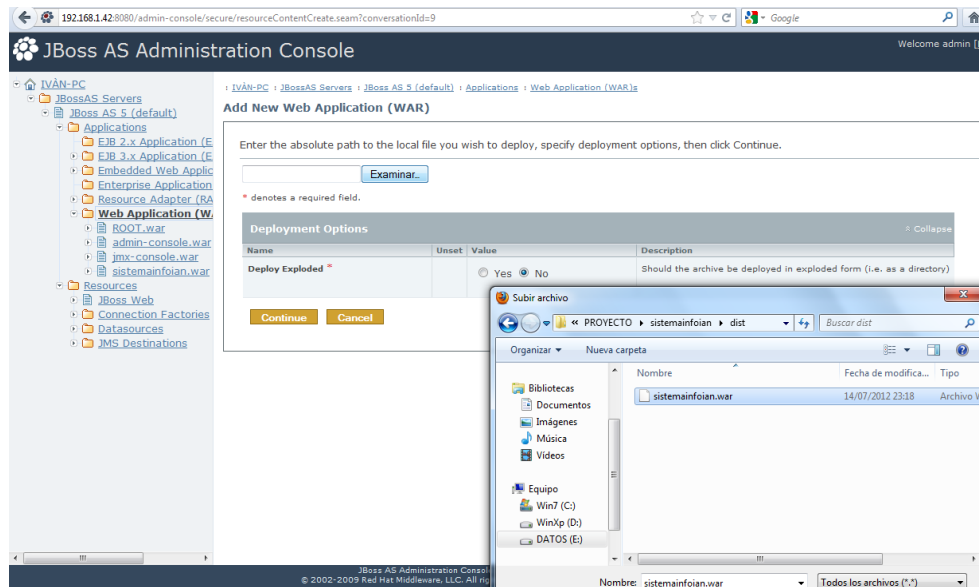 192.168.1.42:8080/admin-console/secure/resourceContentCreate.seam?conversationId=9
Google
JBoss AS Administration Console
Welcome admin [
IVÁN-PC
JBossAS Servers
JBoss AS 5 (default)
Applications
EJB 2.x Application (E
EJB 3.x Application (E
Embedded Web Applic
Enterprise Application
Resource Adapter (RA
Web Application (W
ROOT.war
admin-console.war
jmx-console.war
sistemainfoian.war
Resources
JBoss Web
Connection Factories
Datasources
JMS Destinations
IVÁN-PC : JBossAS Servers : JBoss AS 5 (default) : Applications : Web Application (WAR)s
Add New Web Application (WAR)
Enter the absolute path to the local file you wish to deploy, specify deployment options, then click Continue.
Examinar...
* denotes a required field.
Deployment Options
Collapse
Name Unset Value Description
Deploy Exploded * Yes No Should the archive be deployed in exploded form (i.e. as a directory)
Continue Cancel
Subir archivo
« PROYECTO ▸ sistemainfoian ▸ dist
Buscar dist
Organizar Nueva carpeta
Nombre Fecha de modifica... Tipo
sistemainfoian.war 14/07/2012 23:18 Archivo W
Bibliotecas
Documentos
Imágenes
Música
Vídeos
Equipo
Win7 (C:)
WinXp (D:)
DATOS (E:)
Nombre: sistemainfoian.war Todos los archivos (*.*)
JBoss AS Administration Consol
© 2002-2009 Red Hat Middleware, LLC. All rig